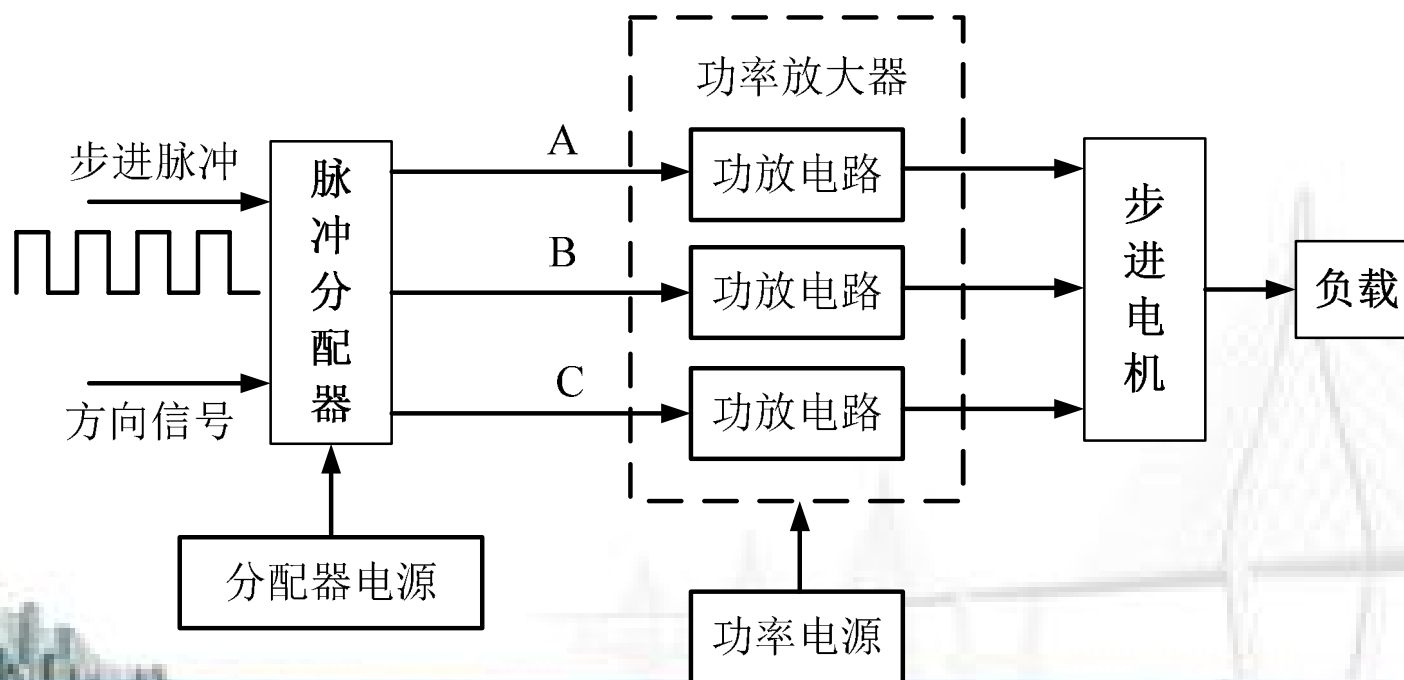 功率放大器
步进脉冲
A
功放电路
脉冲分配器
步进电机
B
功放电路
负载
C
功放电路
方向信号
分配器电源
功率电源